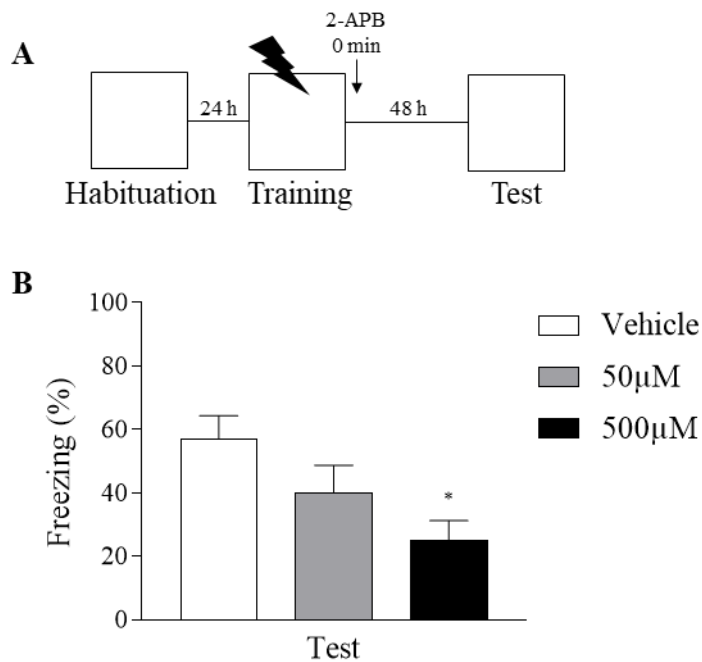 A
2-APB
0 min
24 h
48 h
Habituation
Training
Test
B
100
80
60
40
20
0
Freezing (%)
*
Test
Vehicle
50µM
500µM